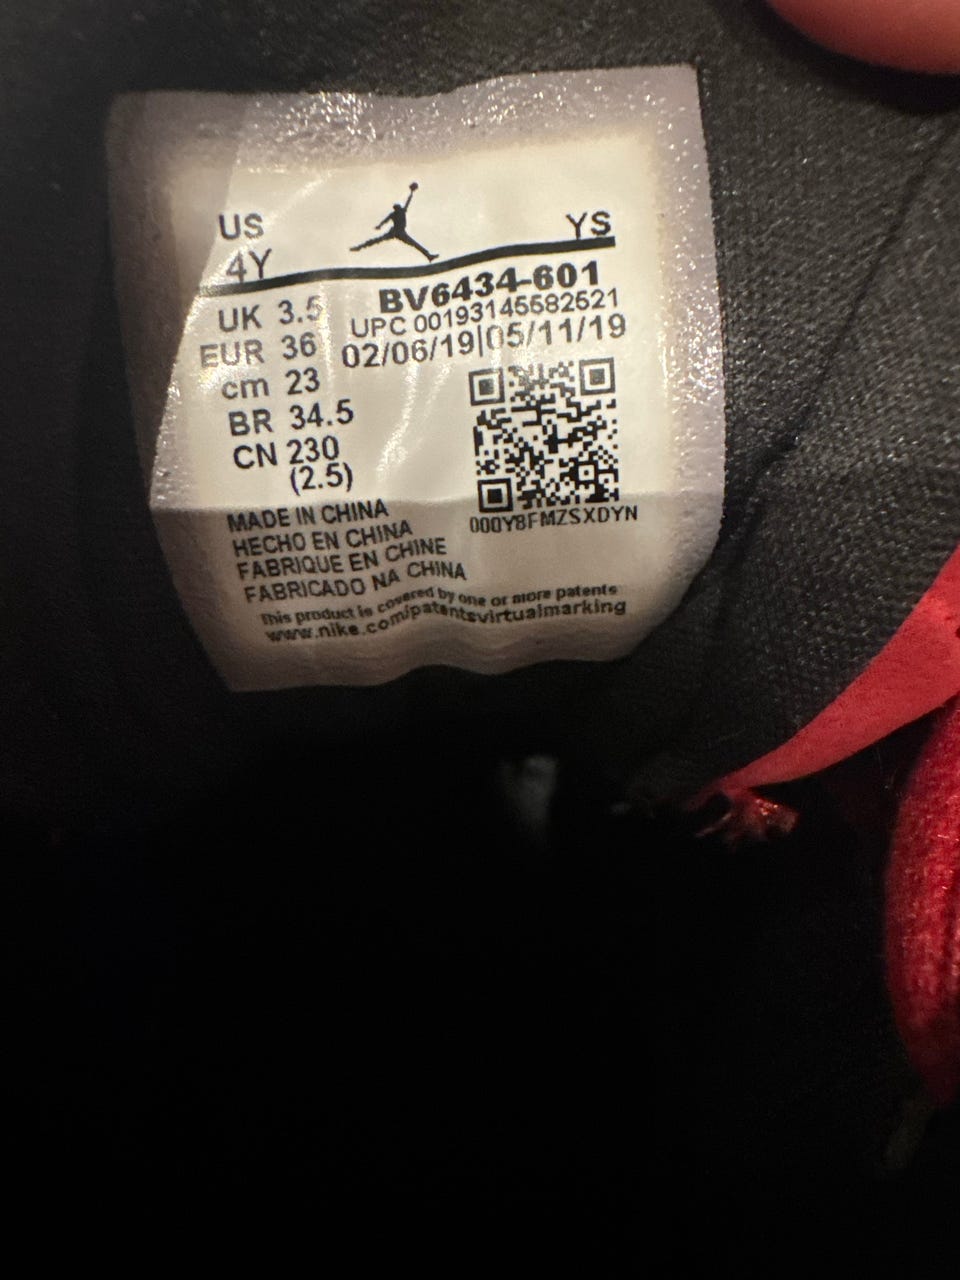 US
YS
4Y
BV6434-601
UK 3.5
UPC 00193145582521
EUR 36
02/06/19|05/11/19
cm 23
BR 34.5
CN 230
(2.5)
000Y8FMZSXDYN
MADE IN CHINA
HECHO EN CHINA
FABRIQUE EN CHINE
FABRICADO NA CHINA
This product is covered by one or more patents
www.nike.com/patentsvirtualmarking